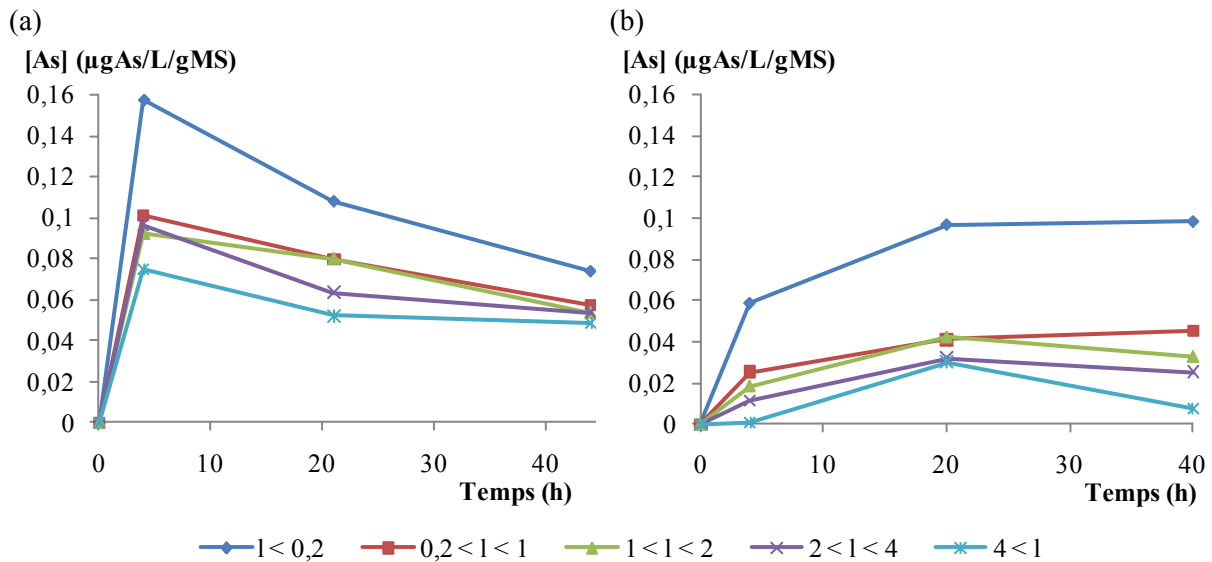 (a)
[As] (µgAs/L/gMS)
0,16
0,14
0,12
0,1
0,08
0,06
0,04
0,02
0
0 10 20 30 40
Temps (h)
(b)
[As] (µgAs/L/gMS)
0,16
0,14
0,12
0,1
0,08
0,06
0,04
0,02
0
0 10 20 30 40
Temps (h)
l < 0,2 0,2 < l < 1 1 < l < 2 2 < l < 4 4 < l